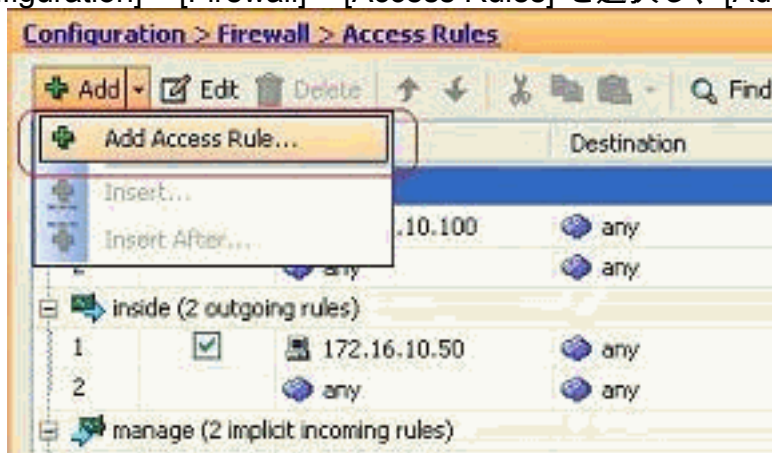 Configuration > Firewall > Access Rules
Add Edit Delete Find
Add Access Rule...
Destination
Insert...
Insert After...
.10.100 any
2 any any
inside (2 outgoing rules)
1 172.16.10.50 any
2 any any
manage (2 implicit incoming rules)